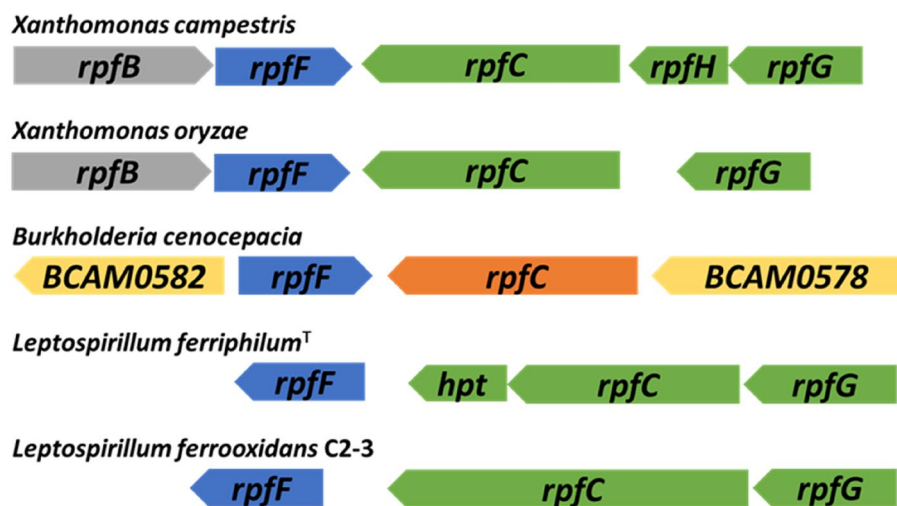 Xanthomonas campestris
rpfB rpfF rpfC rpfH rpfG
Xanthomonas oryzae
rpfB rpfF rpfC rpfG
Burkholderia cenocepacia
BCAM0582 rpfF rpfC BCAM0578
Leptospirillum ferriphilumᵀ
rpfF hpt rpfC rpfG
Leptospirillum ferrooxidans C2-3
rpfF rpfC rpfG